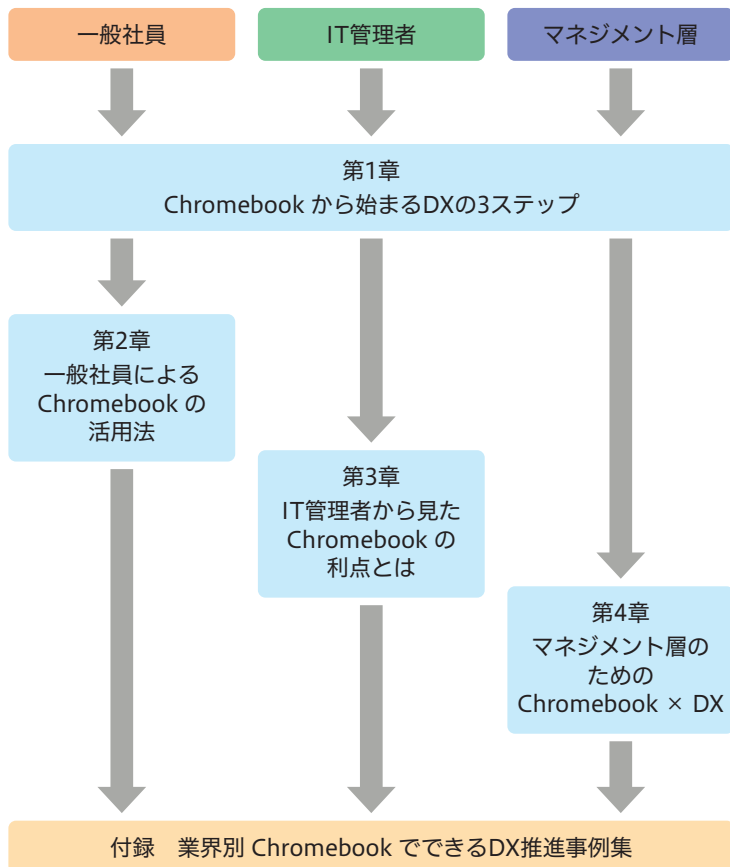 一般社員
IT管理者
マネジメント層
第1章
Chromebook から始まるDXの3ステップ
第2章
一般社員による
Chromebook の
活用法
第3章
IT管理者から見た
Chromebook の
利点とは
第4章
マネジメント層の
ための
Chromebook × DX
付録　業界別 Chromebook でできるDX推進事例集